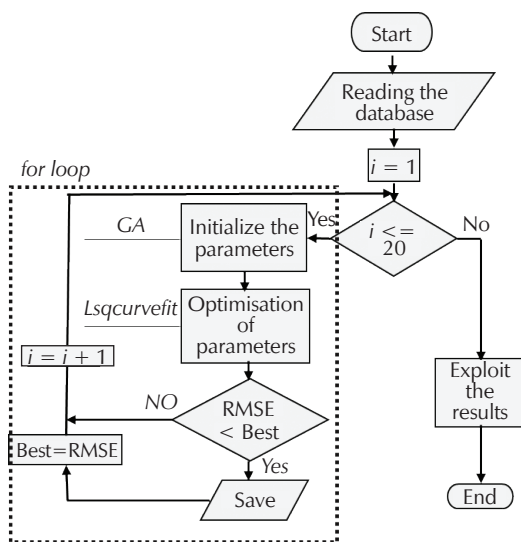 Start
Reading the
database
i = 1
for loop
i <=
20
Yes
No
GA
Initialize the
parameters
Lsqcurvefit
Optimisation
of
parameters
i = i + 1
NO
RMSE
< Best
Best=RMSE
Yes
Save
Exploit
the
results
End